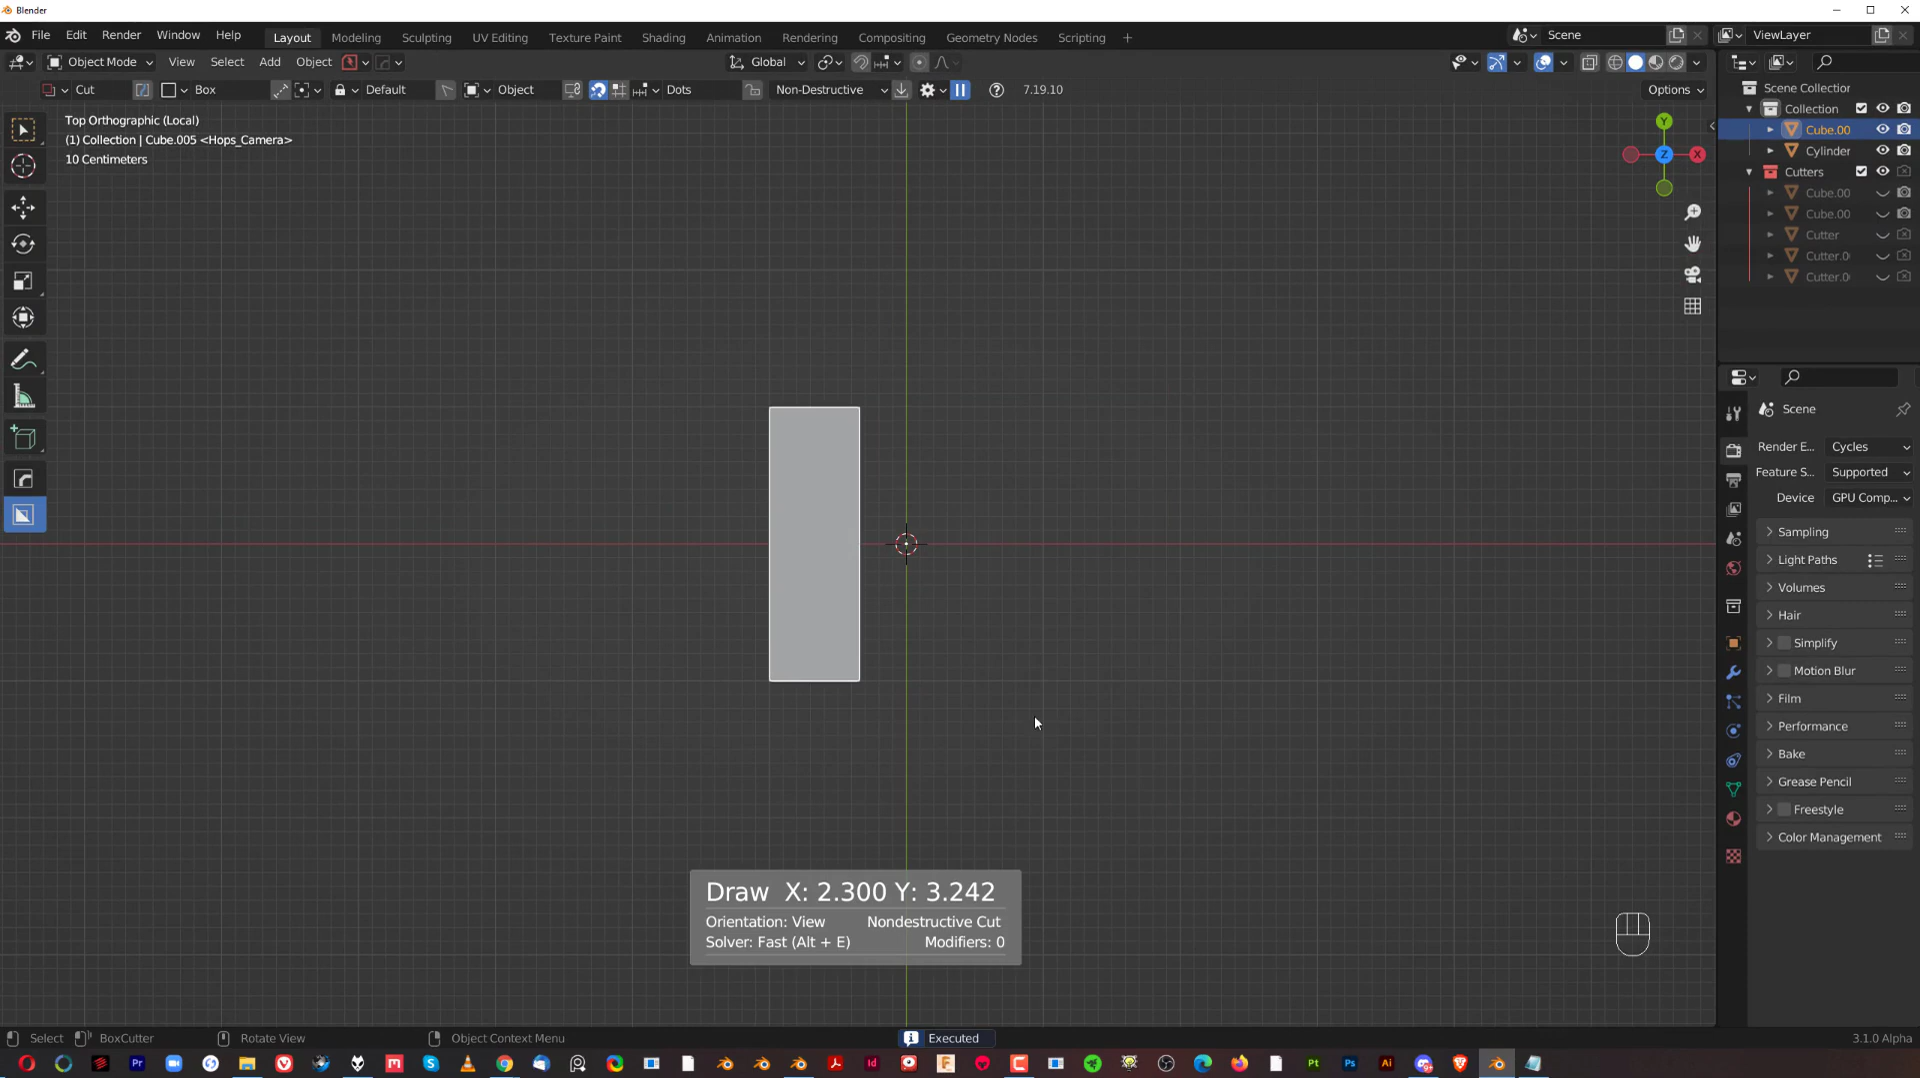 Blender
File Edit Render Window Help Layout Modeling Sculpting UV Editing Texture Paint Shading Animation Rendering Compositing Geometry Nodes Scripting + Scene ViewLayer
Object Mode View Select Add Object Global
Cut Box Default Object Dots Non-Destructive 7.19.10 Options
Top Orthographic (Local)
(1) Collection | Cube.005 <Hops_Camera>
10 Centimeters
Y
Z
X
Scene Collection
Collection
Cube.00
Cylinder
Cutters
Cube.00
Cube.00
Cutter
Cutter.0
Cutter.0
Scene
Render E... Cycles
Feature S... Supported
Device GPU Comp...
Sampling
Light Paths
Volumes
Hair
Simplify
Motion Blur
Film
Performance
Bake
Grease Pencil
Freestyle
Color Management
Draw X: 2.300 Y: 3.242
Orientation: View Nondestructive Cut
Solver: Fast (Alt + E) Modifiers: 0
Select BoxCutter Rotate View Object Context Menu Executed 3.1.0 Alpha
Pr Id Pt Ps Ai